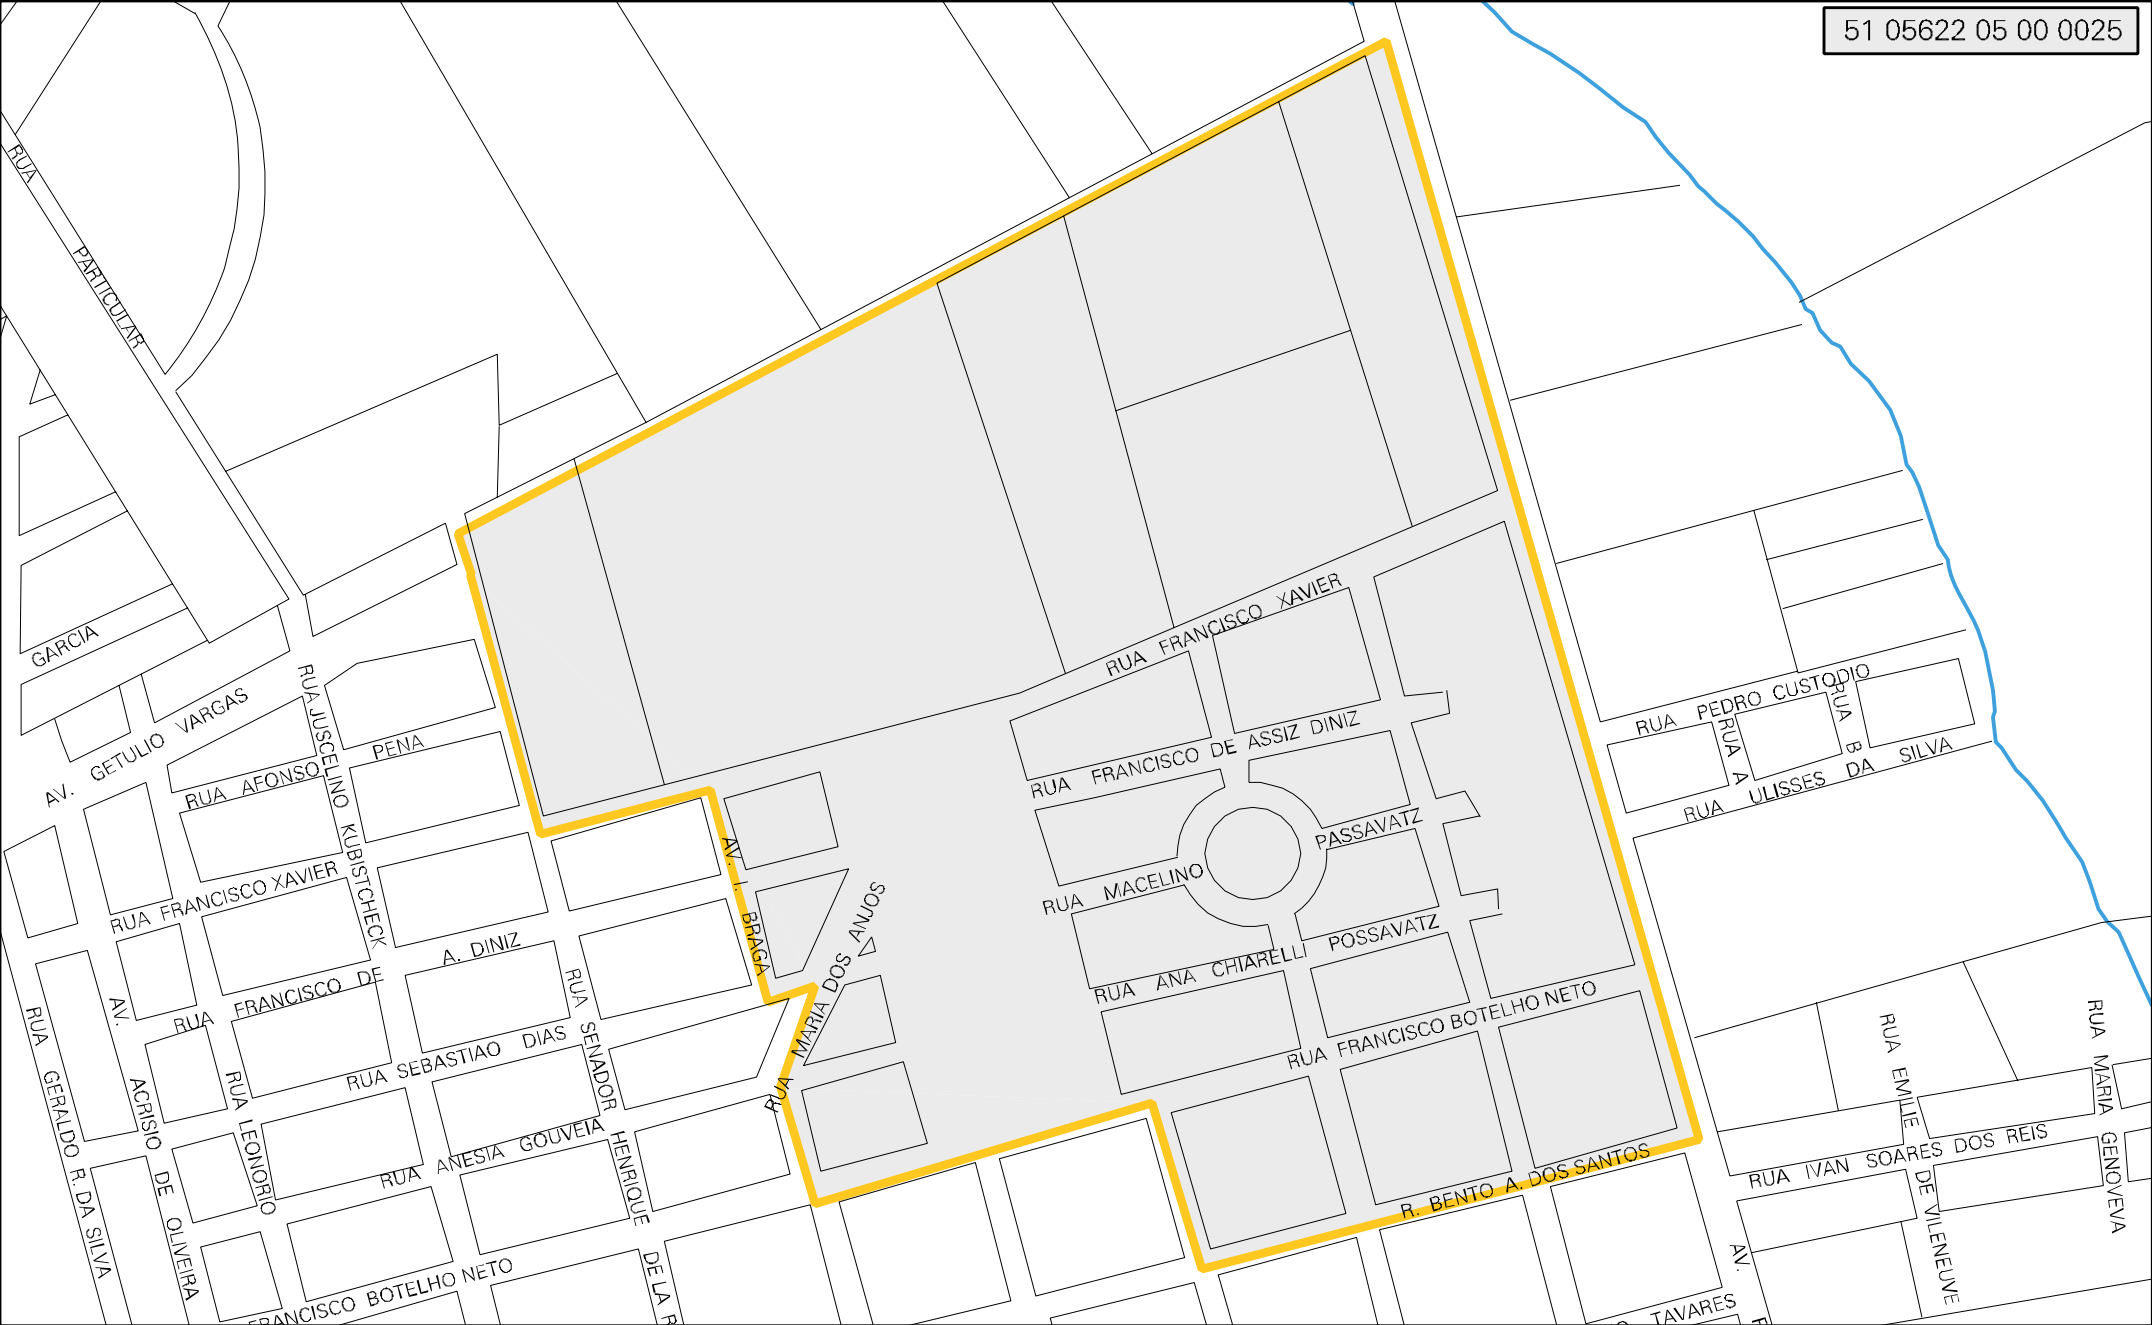 51 05622 05 00 0025
RUA PARTICULAR
GARCIA
AV. GETULIO VARGAS
RUA JUSCELINO KUBISTCHECK
RUA AFONSO PENA
RUA FRANCISCO XAVIER
RUA FRANCISCO DE A. DINIZ
RUA SEBASTIAO DIAS
RUA ANESIA GOUVEIA
FRANCISCO BOTELHO NETO
RUA GERALDO R. DA SILVA
AV. ACRISIO DE OLIVEIRA
RUA LEONORIO
RUA SENADOR HENRIQUE DE LA R
AV. I. BRAGA
RUA MARIA DOS ANJOS
RUA FRANCISCO XAVIER
RUA FRANCISCO DE ASSIZ DINIZ
RUA MACELINO PASSAVATZ
RUA ANA CHIARELLI POSSAVATZ
RUA FRANCISCO BOTELHO NETO
R. BENTO A. DOS SANTOS
RUA PEDRO CUSTODIO
RUA A
RUA B
RUA ULISSES DA SILVA
RUA EMILIE DE VILENEUVE
RUA MARIA GENOVEVA
RUA IVAN SOARES DOS REIS
AV.
TAVARES